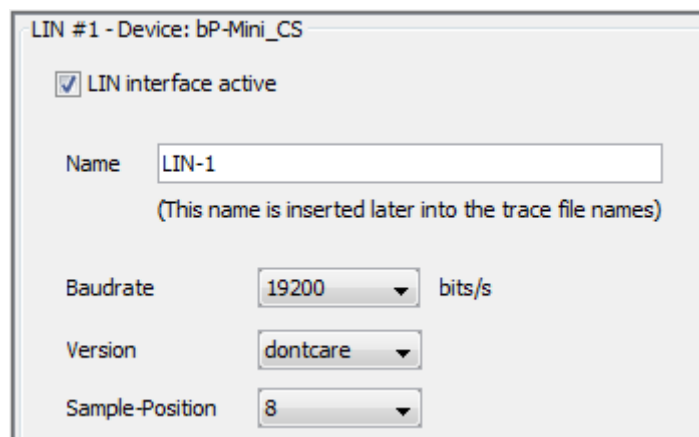 LIN #1 - Device: bP-Mini_CS
LIN interface active
Name LIN-1
(This name is inserted later into the trace file names)
Baudrate 19200 bits/s
Version dontcare
Sample-Position 8